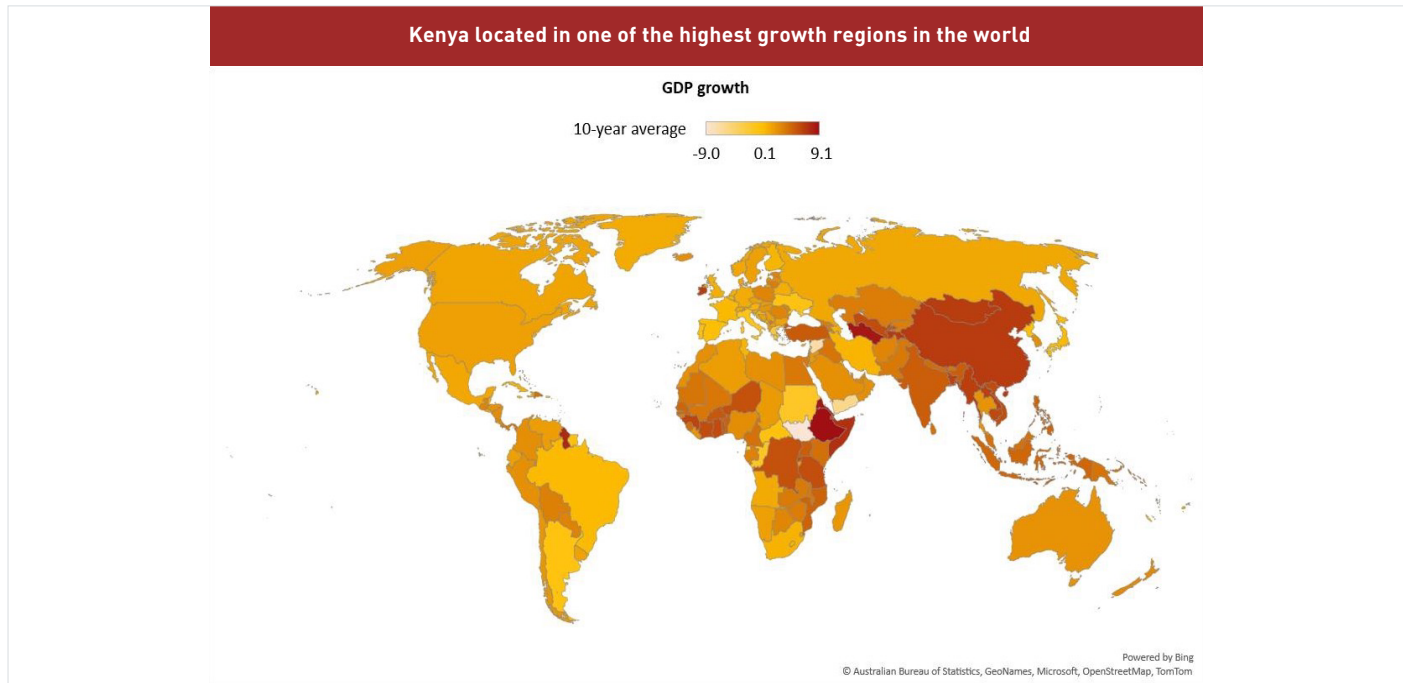 Kenya located in one of the highest growth regions in the world
GDP growth
10-year average
-9.0 0.1 9.1
Powered by Bing
© Australian Bureau of Statistics, GeoNames, Microsoft, OpenStreetMap, TomTom